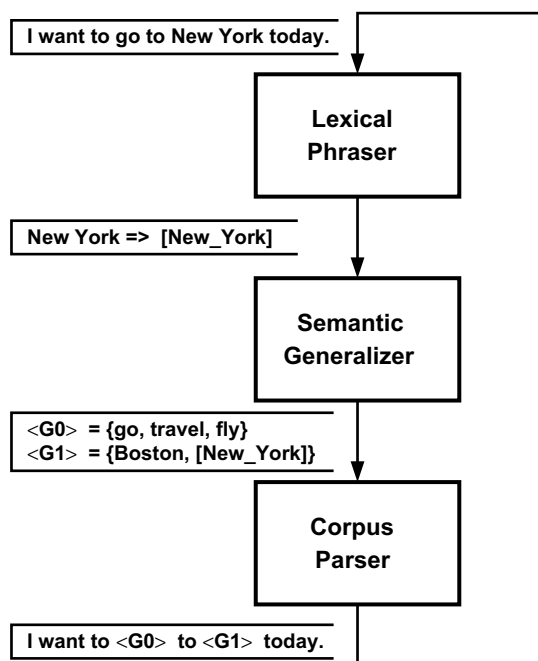 I want to go to New York today.
Lexical
Phraser
New York => [New_York]
Semantic
Generalizer
<G0> = {go, travel, fly}
<G1> = {Boston, [New_York]}
Corpus
Parser
I want to <G0> to <G1> today.